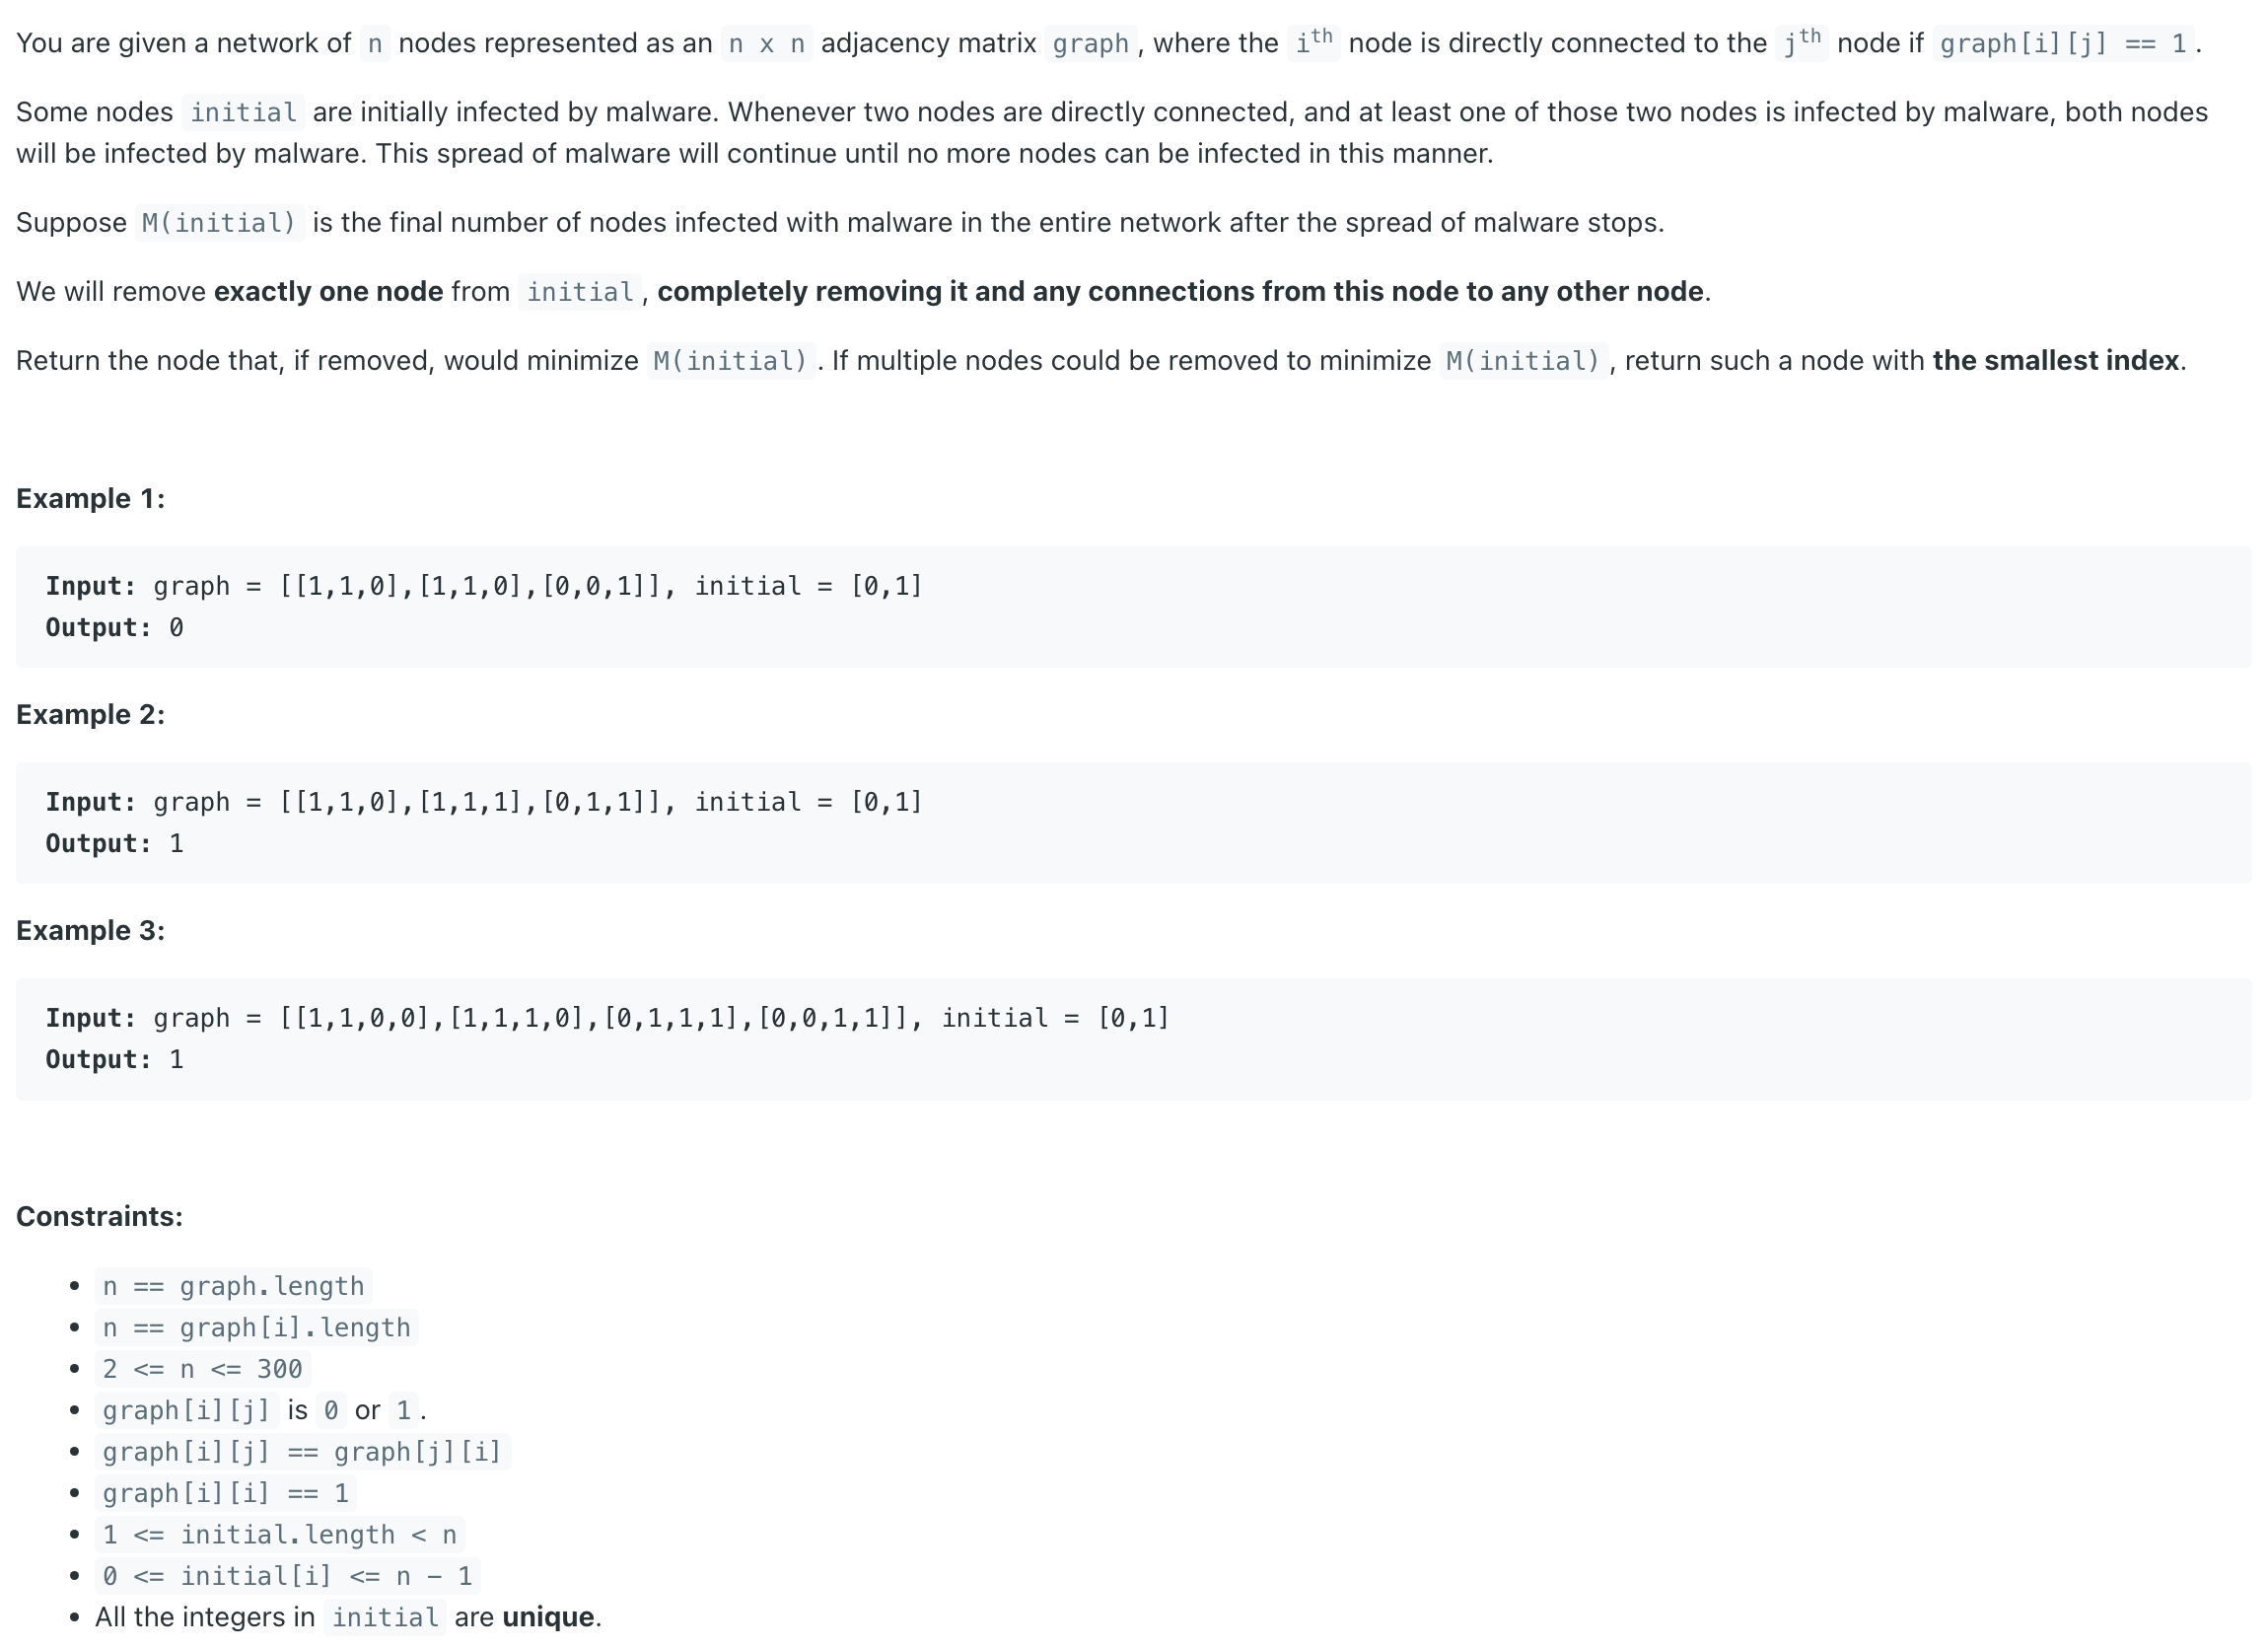 You are given a network of n nodes represented as an n x n adjacency matrix graph, where the ith node is directly connected to the jth node if graph[i][j] == 1.
Some nodes initial are initially infected by malware. Whenever two nodes are directly connected, and at least one of those two nodes is infected by malware, both nodes
will be infected by malware. This spread of malware will continue until no more nodes can be infected in this manner.
Suppose M(initial) is the final number of nodes infected with malware in the entire network after the spread of malware stops.
We will remove exactly one node from initial, completely removing it and any connections from this node to any other node.
Return the node that, if removed, would minimize M(initial). If multiple nodes could be removed to minimize M(initial), return such a node with the smallest index.
Example 1:
Input: graph = [[1,1,0],[1,1,0],[0,0,1]], initial = [0,1]
Output: 0
Example 2:
Input: graph = [[1,1,0],[1,1,1],[0,1,1]], initial = [0,1]
Output: 1
Example 3:
Input: graph = [[1,1,0,0],[1,1,1,0],[0,1,1,1],[0,0,1,1]], initial = [0,1]
Output: 1
Constraints:
• n == graph.length
• n == graph[i].length
• 2 <= n <= 300
• graph[i][j] is 0 or 1.
• graph[i][j] == graph[j][i]
• graph[i][i] == 1
• 1 <= initial.length < n
• 0 <= initial[i] <= n - 1
• All the integers in initial are unique.